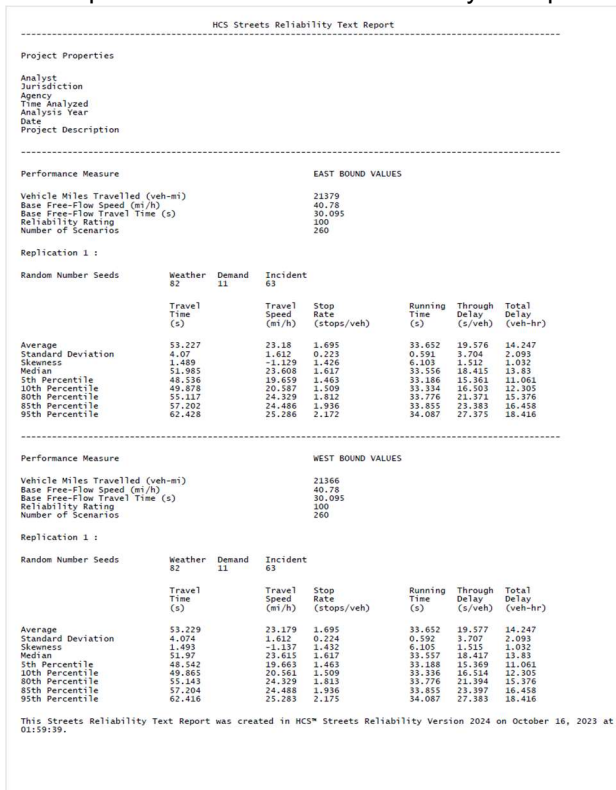 HCS Streets Reliability Text Report
--------------------------------------------------------------------------------
Project Properties
Analyst
Jurisdiction
Agency
Time Analyzed
Analysis Year
Date
Project Description
--------------------------------------------------------------------------------
Performance Measure EAST BOUND VALUES
Vehicle Miles Travelled (veh-mi) 21379
Base Free-Flow Speed (mi/h) 40.78
Base Free-Flow Travel Time (s) 30.095
Reliability Rating 100
Number of Scenarios 260
Replication 1 :
Random Number Seeds Weather Demand Incident
82 11 63
Travel Travel Stop Running Through Total
Time Speed Rate Time Delay Delay
(s) (mi/h) (stops/veh) (s) (s/veh) (veh-hr)
Average 53.227 23.18 1.695 33.652 19.576 14.247
Standard Deviation 4.07 1.612 0.223 0.591 3.704 2.093
Skewness 1.489 -1.129 1.426 6.103 1.512 1.032
Median 51.985 23.608 1.617 33.556 18.415 13.83
5th Percentile 48.536 19.659 1.463 33.186 15.361 11.061
10th Percentile 49.878 20.587 1.509 33.334 16.503 12.305
80th Percentile 55.117 24.329 1.812 33.776 21.371 15.376
85th Percentile 57.202 24.486 1.936 33.855 23.383 16.458
95th Percentile 62.428 25.286 2.172 34.087 27.375 18.416
--------------------------------------------------------------------------------
Performance Measure WEST BOUND VALUES
Vehicle Miles Travelled (veh-mi) 21366
Base Free-Flow Speed (mi/h) 40.78
Base Free-Flow Travel Time (s) 30.095
Reliability Rating 100
Number of Scenarios 260
Replication 1 :
Random Number Seeds Weather Demand Incident
82 11 63
Travel Travel Stop Running Through Total
Time Speed Rate Time Delay Delay
(s) (mi/h) (stops/veh) (s) (s/veh) (veh-hr)
Average 53.229 23.179 1.695 33.652 19.577 14.247
Standard Deviation 4.074 1.612 0.224 0.592 3.707 2.093
Skewness 1.493 -1.137 1.432 6.105 1.515 1.032
Median 51.97 23.615 1.617 33.557 18.417 13.83
5th Percentile 48.542 19.663 1.463 33.188 15.369 11.061
10th Percentile 49.865 20.561 1.509 33.336 16.514 12.305
80th Percentile 55.143 24.329 1.813 33.776 21.394 15.376
85th Percentile 57.204 24.488 1.936 33.855 23.397 16.458
95th Percentile 62.416 25.283 2.175 34.087 27.383 18.416
This Streets Reliability Text Report was created in HCS™ Streets Reliability Version 2024 on October 16, 2023 at
01:59:39.